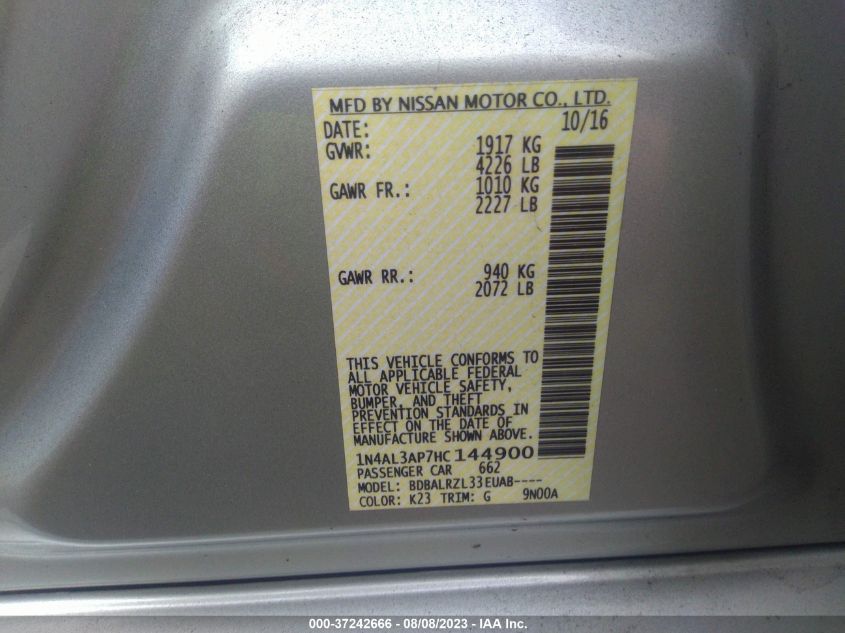 MFD BY NISSAN MOTOR CO., LTD.
DATE: 10/16
GVWR: 1917 KG
4226 LB
GAWR FR.: 1010 KG
2227 LB
GAWR RR.: 940 KG
2072 LB
THIS VEHICLE CONFORMS TO
ALL APPLICABLE FEDERAL
MOTOR VEHICLE SAFETY,
BUMPER, AND THEFT
PREVENTION STANDARDS IN
EFFECT ON THE DATE OF
MANUFACTURE SHOWN ABOVE.
1N4AL3AP7HC144900
PASSENGER CAR 662
MODEL: BDBALRZL33EUAB----
COLOR: K23 TRIM: G 9N00A
000-37242666 - 08/08/2023 - IAA Inc.